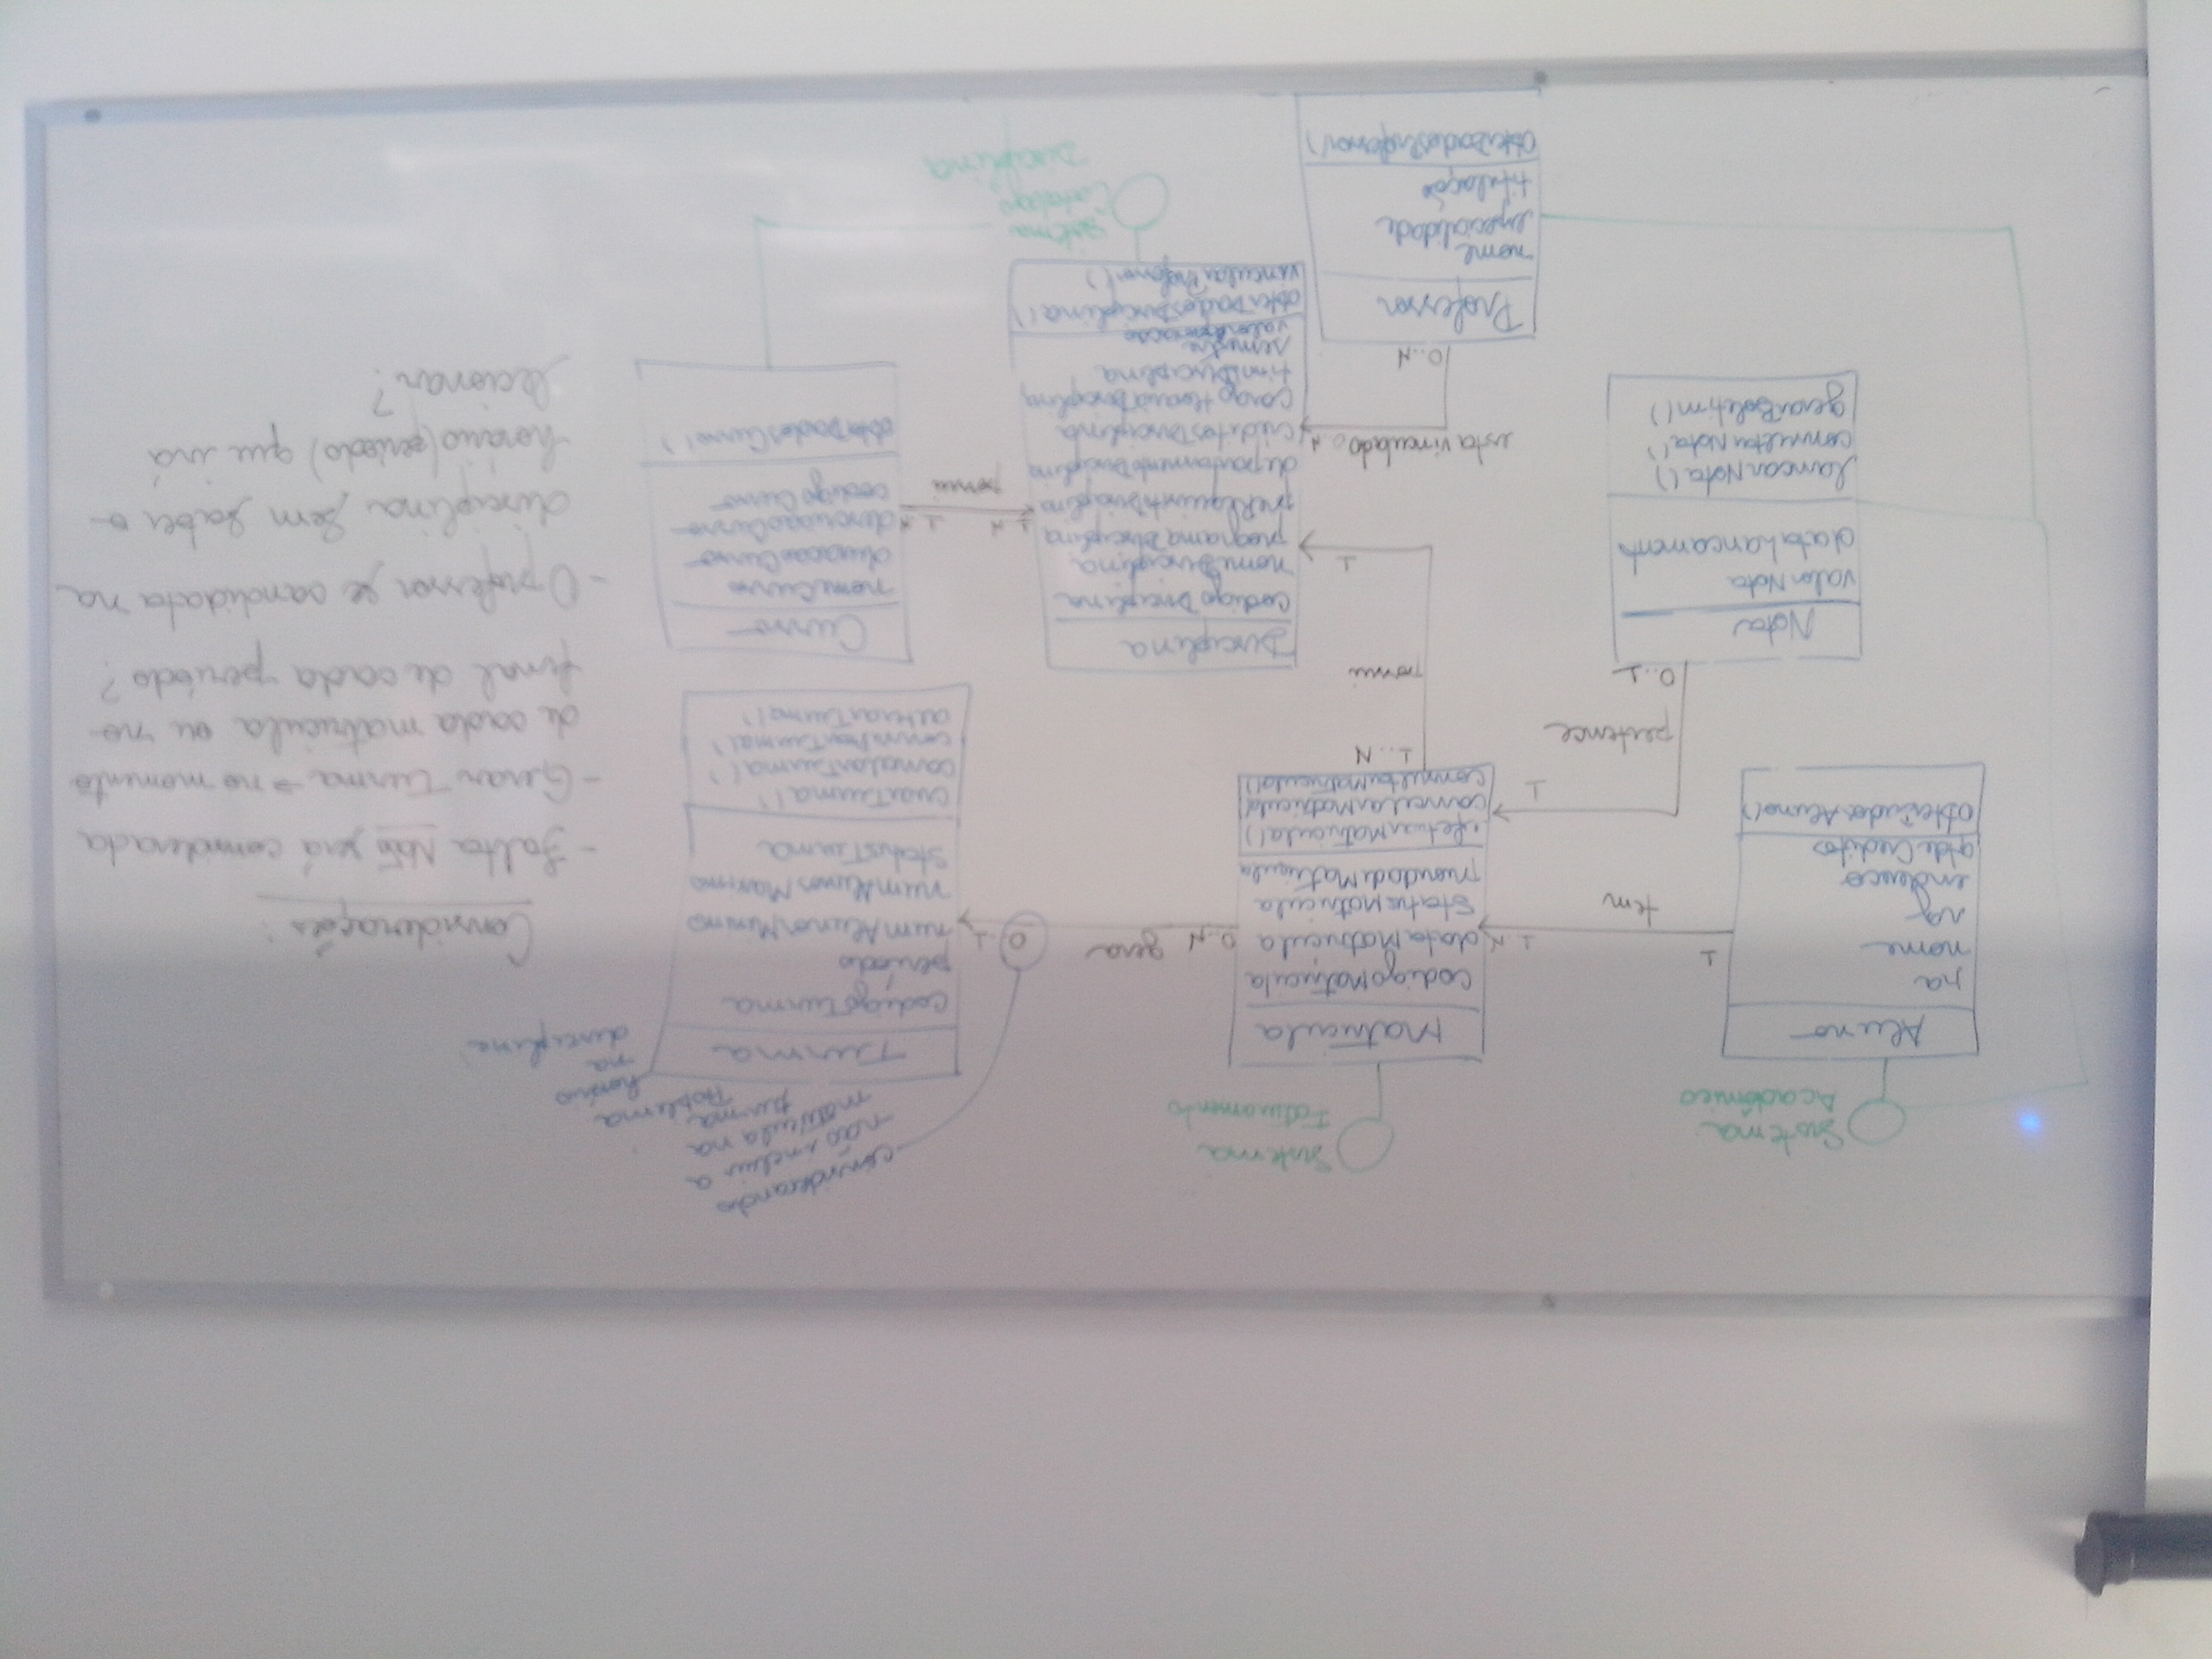 Sistema
Acadêmico
Sistema
Faturamento
considerando
não incluir a
matrícula na
turma
Problema
horário
na
disciplina
Aluno
ra
nome
rg
endereco
qtdeCreditos
obterDadosAluno()
1
tem
1..N
Matricula
codigoMatricula
dataMatricula
StatusMatricula
prioridadeMatricula
efetuarMatricula()
cancelarMatricula()
consultarMatricula()
0..N
gera
0..1
Turma
codigoTurma
período
numAlunosMinimo
numAlunosMaximo
StatusTurma
criarTurma()
cancelarTurma()
consultarTurma()
alterarTurma()
1
pertence
0..1
Nota
valorNota
dataLancamento
lancarNota()
consultarNota()
gerarBoletim()
1..N
possui
1
Disciplina
codigoDisciplina
nomeDisciplina
programaDisciplina
preRequisitoDisciplina
departamentoDisciplina
creditosDisciplina
cargaHorariaDisciplina
semestre
obterDadosDisciplina()
vincularProfessor()
1..N
possui
1..N
Curso
nomeCurso
duracaoCurso
descricaoCurso
codigoCurso
obterDadosCurso()
esta vinculado
0..N
0..N
Professor
nome
especialidade
titulação
obterDadosProfessor()
Sistema
Catálogo
Disciplina
Considerações:
- Falta Não será considerada
- Gerar Turma → no momento
de cada matricula ou no
final de cada período?
- O professor se candidata na
disciplina sem saber o
horário (período) que irá
lecionar?